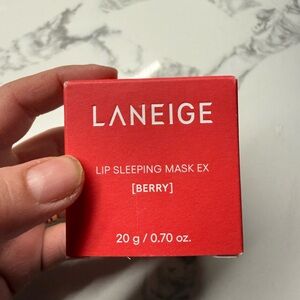 LANEIGE
LIP SLEEPING MASK EX
[BERRY]
20 g / 0.70 oz.